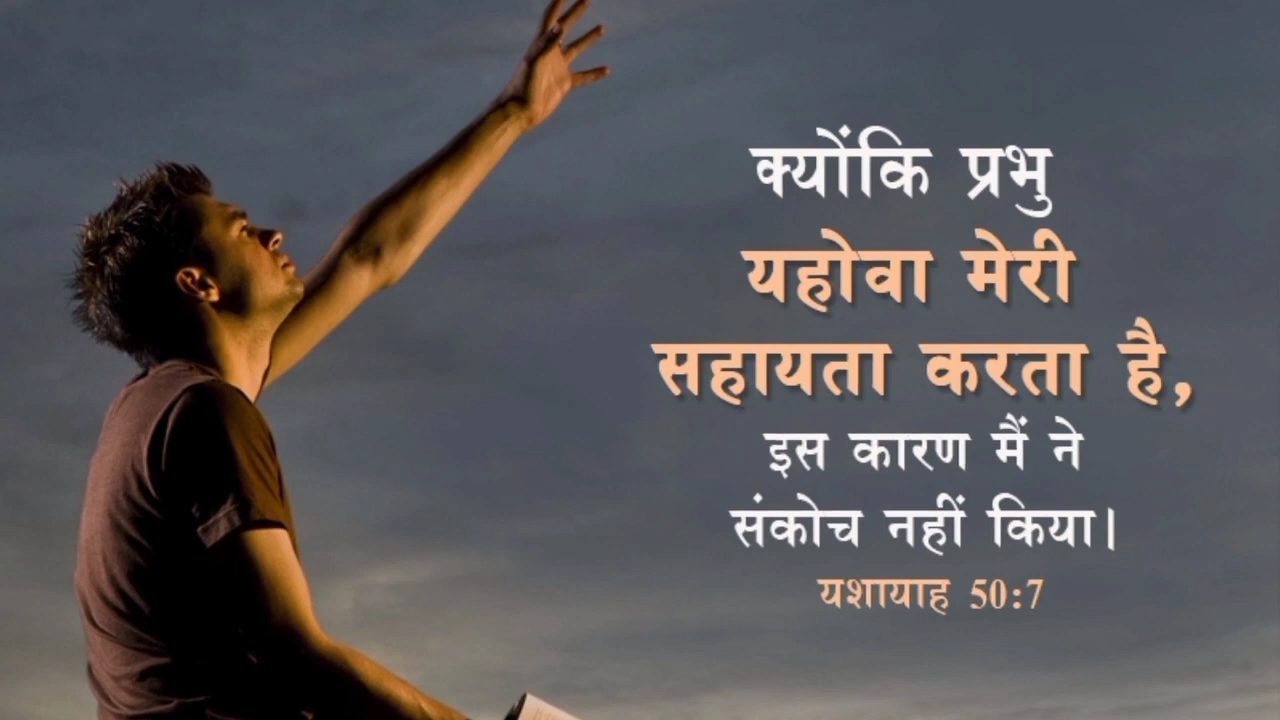 क्योंकि प्रभु
यहोवा मेरी
सहायता करता है,
इस कारण मैं ने
संकोच नहीं किया।
यशायाह 50:7